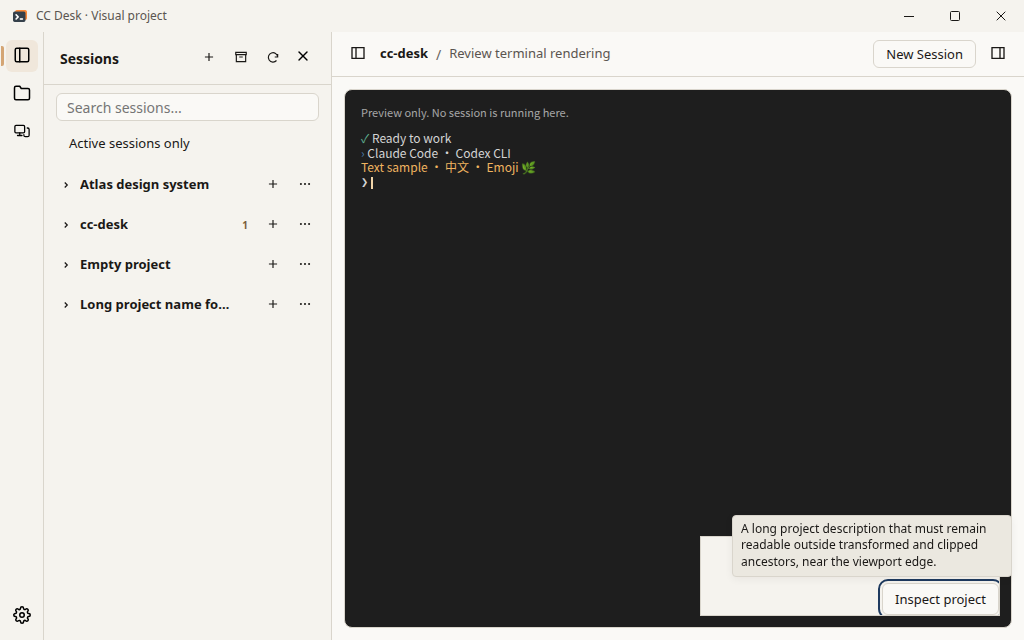 CC Desk · Visual project
Sessions
Search sessions...
Active sessions only
Atlas design system
cc-desk 1
Empty project
Long project name fo...
cc-desk / Review terminal rendering
New Session
Preview only. No session is running here.
✓ Ready to work
› Claude Code • Codex CLI
Text sample • 中文 • Emoji 🌿
❯
A long project description that must remain
readable outside transformed and clipped
ancestors, near the viewport edge.
Inspect project